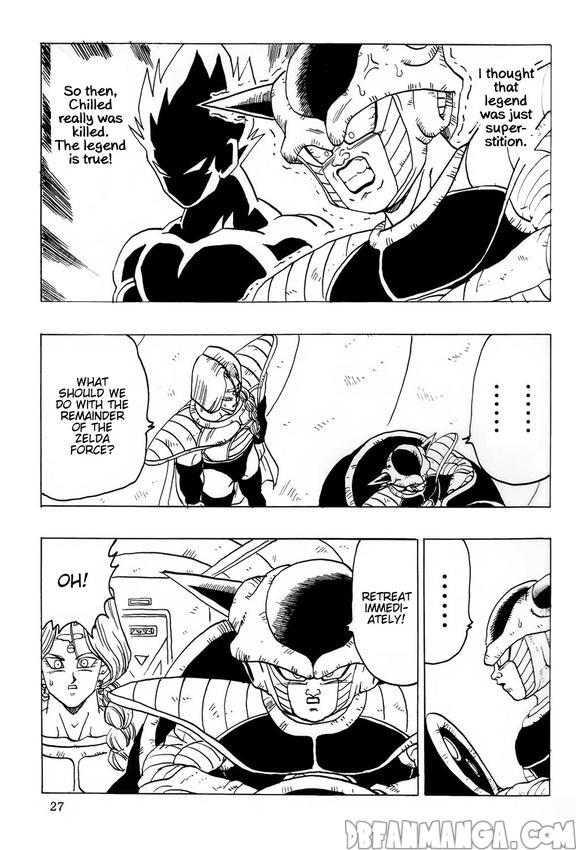 I thought
that
legend
was just
super-
stition.
So then,
Chilled
really was
killed.
The legend
is true!
......
WHAT
SHOULD WE
DO WITH THE
REMAINDER
OF THE
ZELDA
FORCE?
......
RETREAT
IMMEDI-
ATELY!
OH!
27
DBFANMANGA.COM